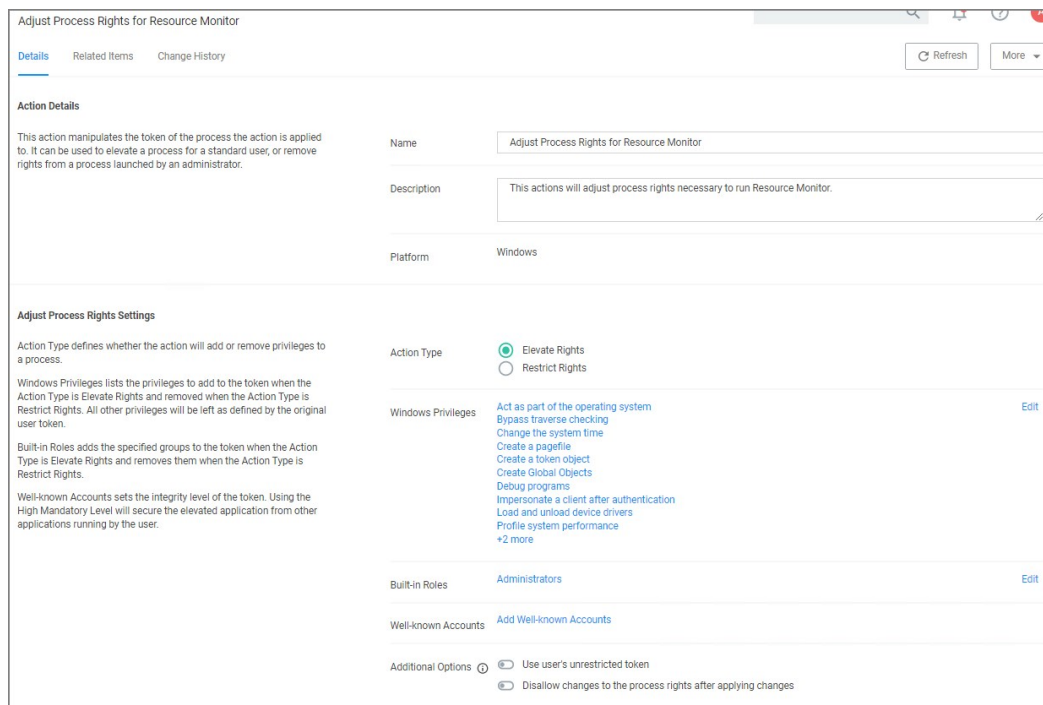 Adjust Process Rights for Resource Monitor
Details
Related Items
Change History
Refresh
More
Action Details
This action manipulates the token of the process the action is applied
to. It can be used to elevate a process for a standard user, or remove
rights from a process launched by an administrator.
Name
Adjust Process Rights for Resource Monitor
Description
This actions will adjust process rights necessary to run Resource Monitor.
Platform
Windows
Adjust Process Rights Settings
Action Type defines whether the action will add or remove privileges to
a process.
Windows Privileges lists the privileges to add to the token when the
Action Type is Elevate Rights and removed when the Action Type is
Restrict Rights. All other privileges will be left as defined by the original
user token.
Built-in Roles adds the specified groups to the token when the Action
Type is Elevate Rights and removes them when the Action Type is
Restrict Rights.
Well-known Accounts sets the integrity level of the token. Using the
High Mandatory Level will secure the elevated application from other
applications running by the user.
Action Type
Elevate Rights
Restrict Rights
Windows Privileges
Act as part of the operating system
Edit
Bypass traverse checking
Change the system time
Create a pagefile
Create a token object
Create Global Objects
Debug programs
Impersonate a client after authentication
Load and unload device drivers
Profile system performance
+2 more
Built-in Roles
Administrators
Edit
Well-known Accounts
Add Well-known Accounts
Additional Options
Use user's unrestricted token
Disallow changes to the process rights after applying changes